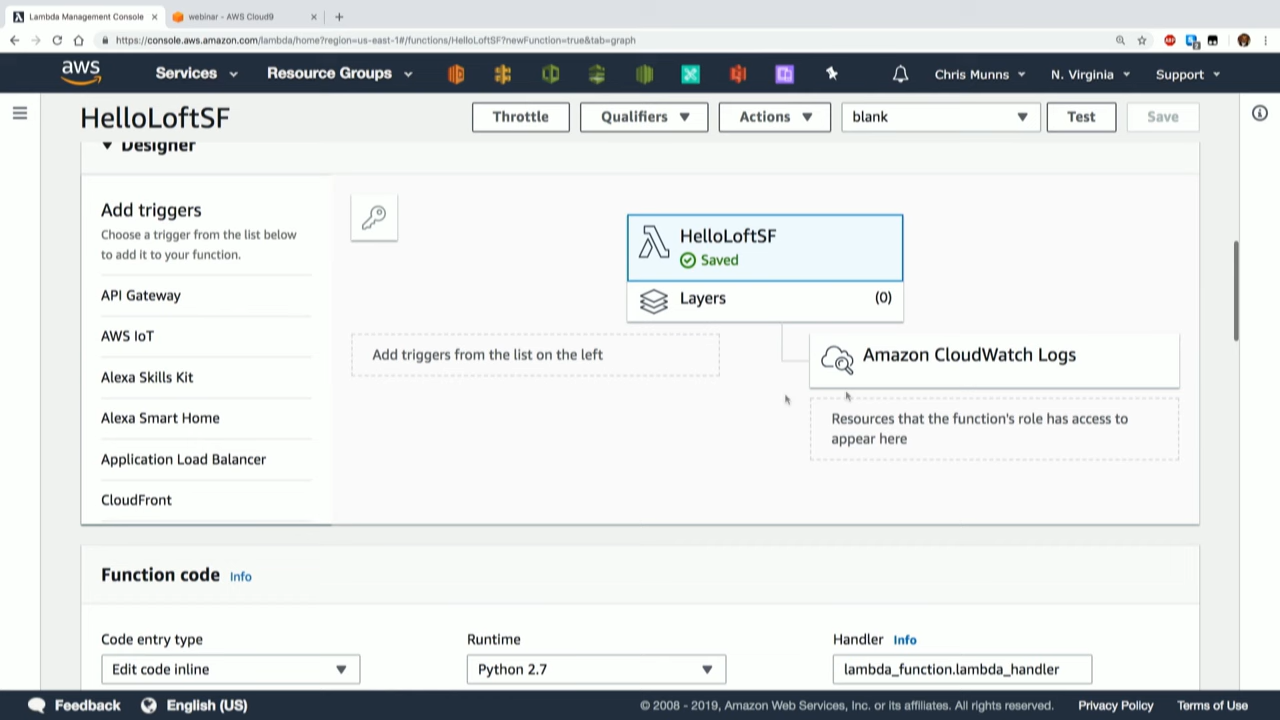 Lambda Management Console
webinar - AWS Cloud9
https://console.aws.amazon.com/lambda/home?region=us-east-1#/functions/HelloLoftSF?newFunction=true&tab=graph
aws
Services
Resource Groups
Chris Munns
N. Virginia
Support
HelloLoftSF
Throttle
Qualifiers
Actions
blank
Test
Save
Designer
Add triggers
Choose a trigger from the list below
to add it to your function.
API Gateway
AWS IoT
Alexa Skills Kit
Alexa Smart Home
Application Load Balancer
CloudFront
HelloLoftSF
Saved
Layers (0)
Add triggers from the list on the left
Amazon CloudWatch Logs
Resources that the function's role has access to
appear here
Function code Info
Code entry type
Edit code inline
Runtime
Python 2.7
Handler Info
lambda_function.lambda_handler
Feedback
English (US)
© 2008 - 2019, Amazon Web Services, Inc. or its affiliates. All rights reserved.
Privacy Policy
Terms of Use